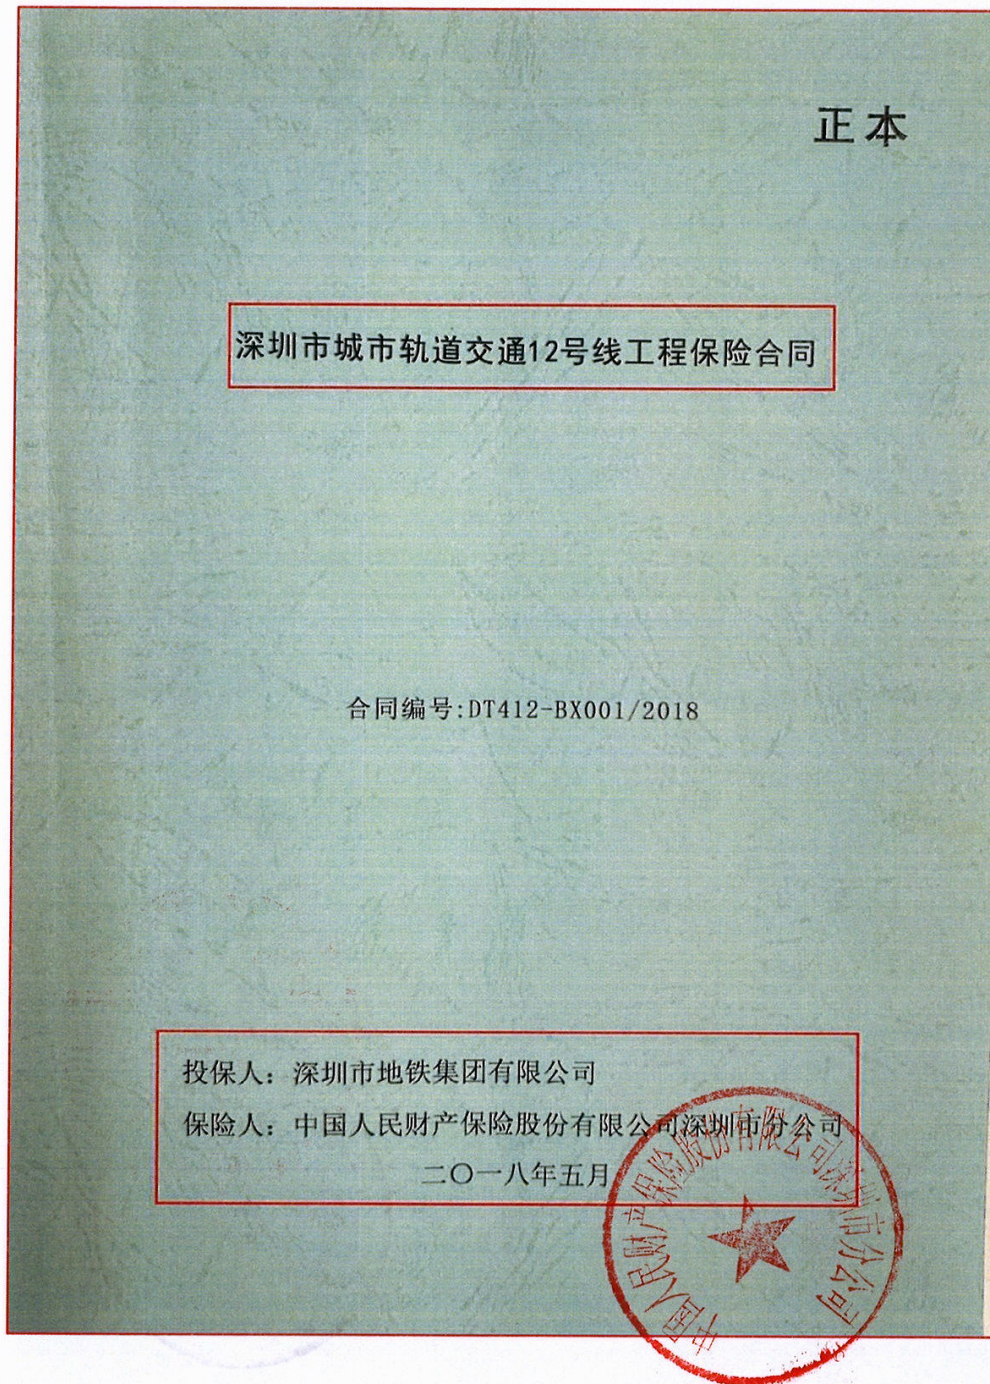 正本
深圳市城市轨道交通12号线工程保险合同
合同编号:DT412-BX001/2018
投保人：深圳市地铁集团有限公司
保险人：中国人民财产保险股份有限公司深圳市分公司
二〇一八年五月
中国人民财产保险股份有限公司深圳市分公司